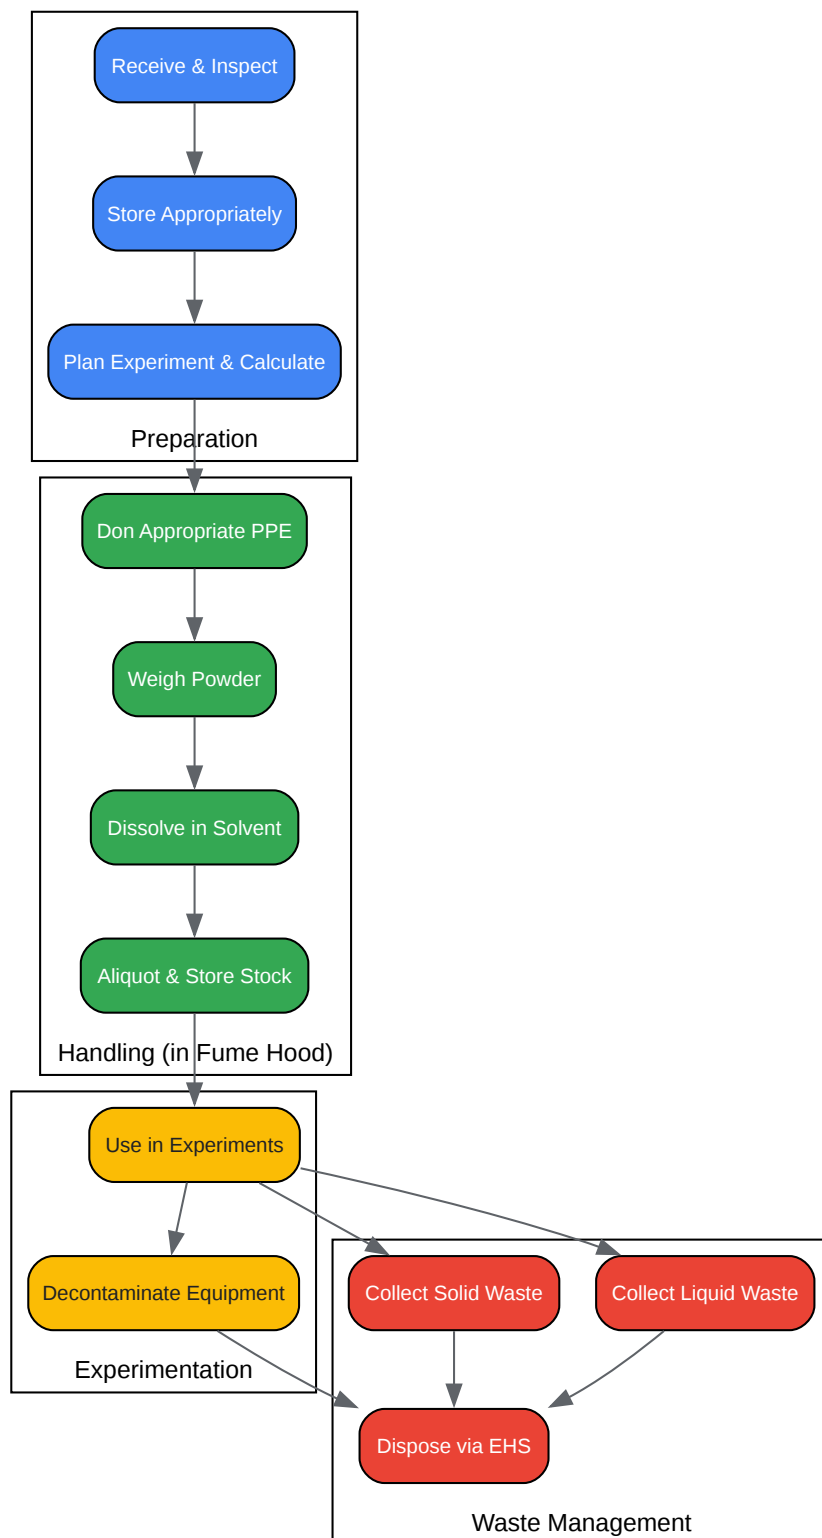 Receive & Inspect
Store Appropriately
Plan Experiment & Calculate
Preparation
Don Appropriate PPE
Weigh Powder
Dissolve in Solvent
Aliquot & Store Stock
Handling (in Fume Hood)
Use in Experiments
Decontaminate Equipment
Collect Solid Waste
Collect Liquid Waste
Experimentation
Dispose via EHS
Waste Management